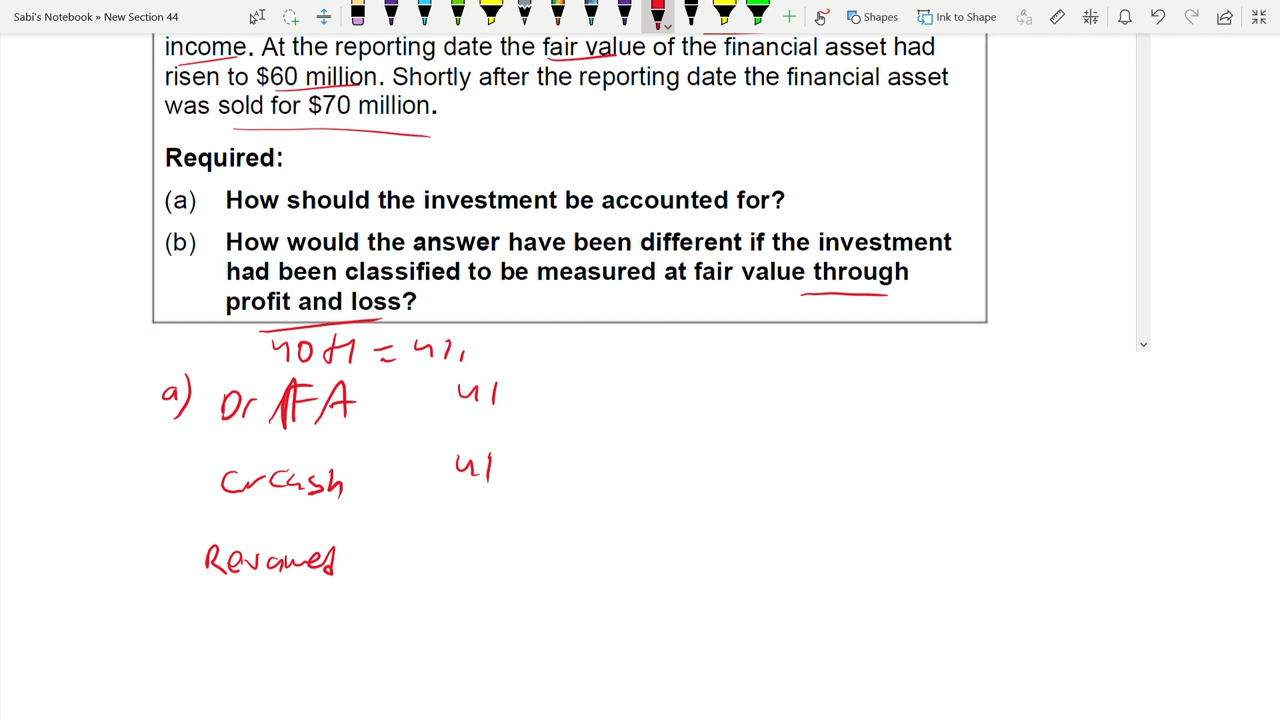 Sabi's Notebook » New Section 44
Shapes
Ink to Shape
income. At the reporting date the fair value of the financial asset had
risen to $60 million. Shortly after the reporting date the financial asset
was sold for $70 million.
Required:
(a) How should the investment be accounted for?
(b) How would the answer have been different if the investment
had been classified to be measured at fair value through
profit and loss?
40+1 = 41
a) Dr FA 41
Cr Cash 41